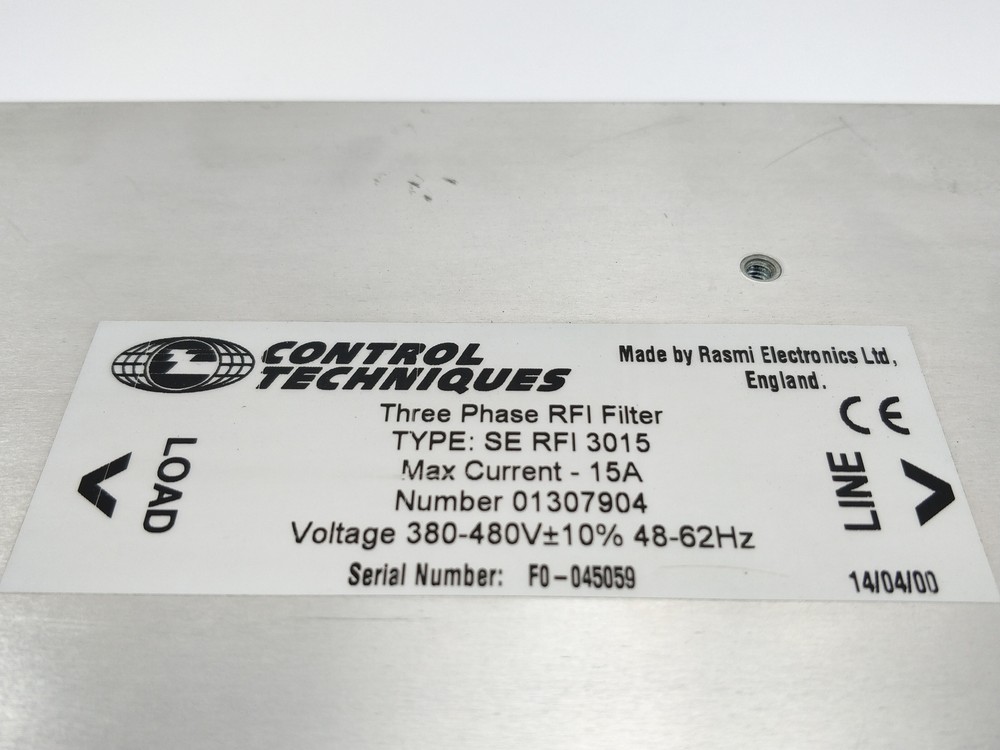 CONTROL
TECHNIQUES
Made by Rasmi Electronics Ltd,
England.
Three Phase RFI Filter
TYPE: SE RFI 3015
Max Current - 15A
Number 01307904
Voltage 380-480V±10% 48-62Hz
Serial Number: F0-045059
LOAD
CE
LINE
14/04/00